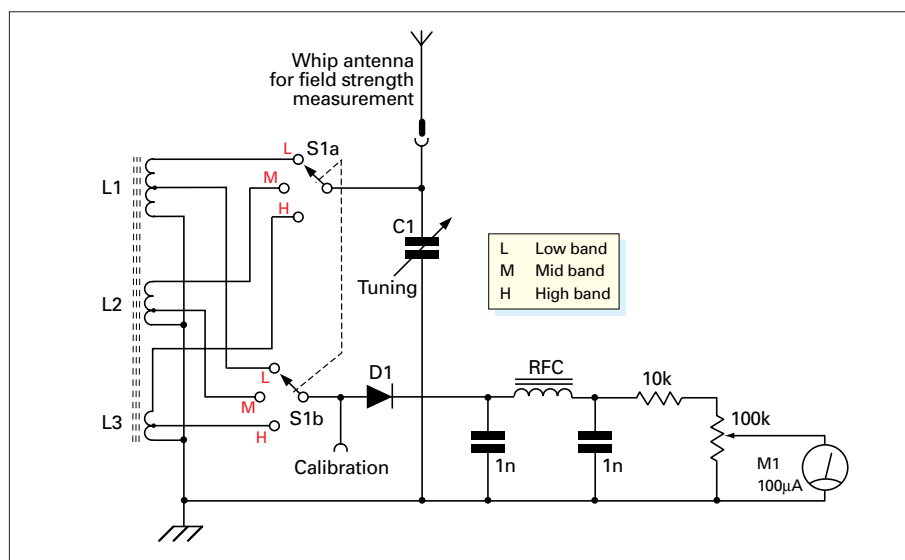 Whip antenna
for field strength
measurement
L
S1a
M
L1
H
C1
L Low band
M Mid band
H High band
Tuning
L2
D1
RFC
L
10k
S1b
M
100k
L3
H
Calibration
1n
1n
M1
100µA